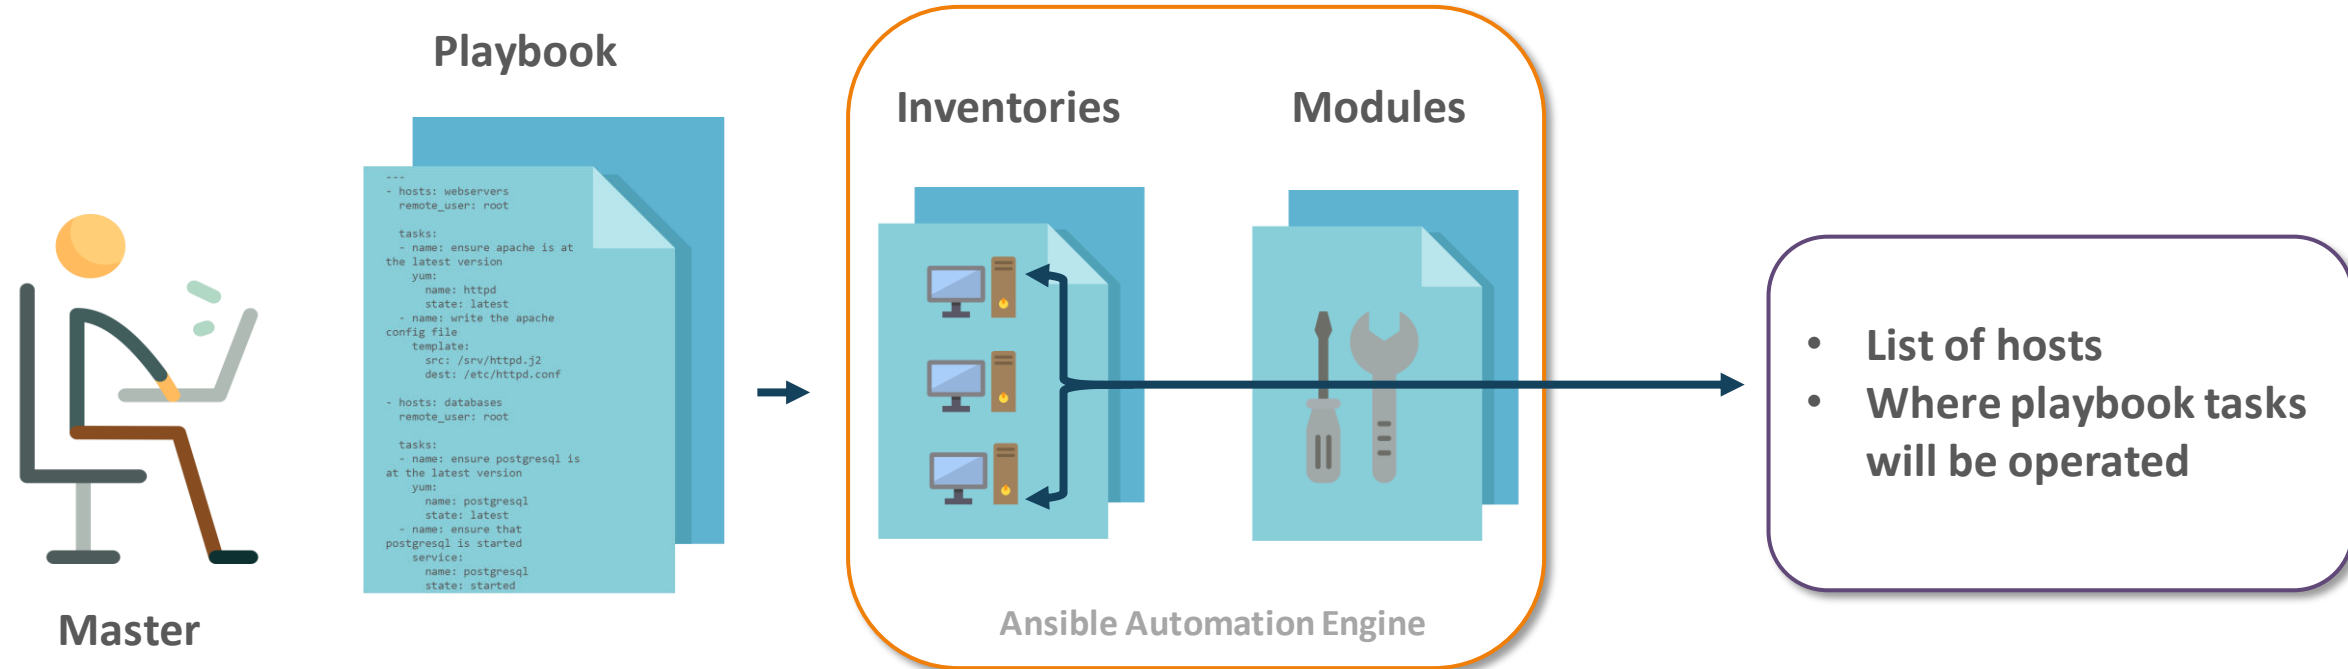 Playbook
---
- hosts: webservers
  remote_user: root
  tasks:
  - name: ensure apache is at
the latest version
    yum:
      name: httpd
      state: latest
  - name: write the apache
config file
    template:
      src: /srv/httpd.j2
      dest: /etc/httpd.conf
- hosts: databases
  remote_user: root
  tasks:
  - name: ensure postgresql is
at the latest version
    yum:
      name: postgresql
      state: latest
  - name: ensure that
postgresql is started
    service:
      name: postgresql
      state: started
Master
Inventories
Modules
Ansible Automation Engine
• List of hosts
• Where playbook tasks
will be operated